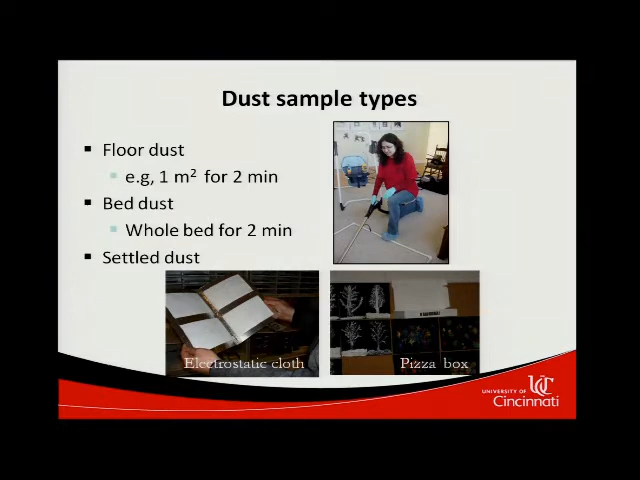 Dust sample types
▪ Floor dust
▪ e.g, 1 m² for 2 min
▪ Bed dust
▪ Whole bed for 2 min
▪ Settled dust
Electrostatic cloth
Pizza box
UNIVERSITY OF
UC
Cincinnati